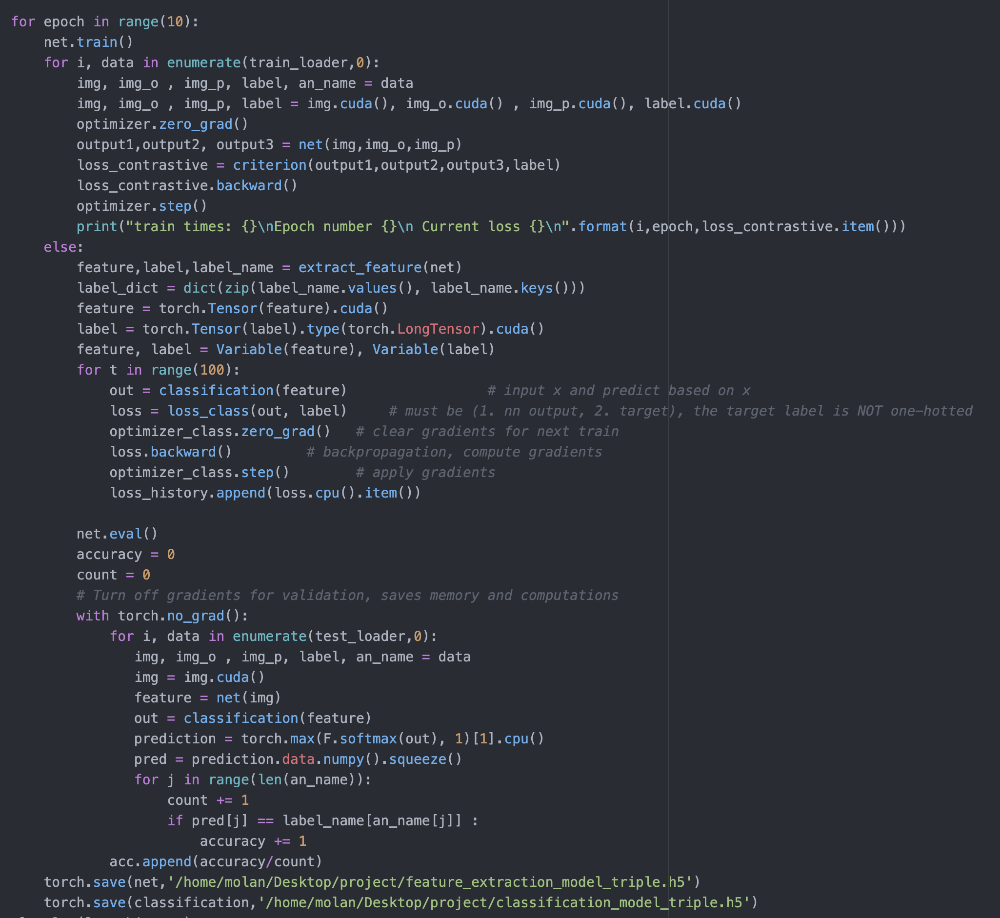 for epoch in range(10):
    net.train()
    for i, data in enumerate(train_loader,0):
        img, img_o , img_p, label, an_name = data
        img, img_o , img_p, label = img.cuda(), img_o.cuda() , img_p.cuda(), label.cuda()
        optimizer.zero_grad()
        output1,output2, output3 = net(img,img_o,img_p)
        loss_contrastive = criterion(output1,output2,output3,label)
        loss_contrastive.backward()
        optimizer.step()
        print("train times: {}\nEpoch number {}\n Current loss {}\n".format(i,epoch,loss_contrastive.item()))
    else:
        feature,label,label_name = extract_feature(net)
        label_dict = dict(zip(label_name.values(), label_name.keys()))
        feature = torch.Tensor(feature).cuda()
        label = torch.Tensor(label).type(torch.LongTensor).cuda()
        feature, label = Variable(feature), Variable(label)
        for t in range(100):
            out = classification(feature)                 # input x and predict based on x
            loss = loss_class(out, label)     # must be (1. nn output, 2. target), the target label is NOT one-hotted
            optimizer_class.zero_grad()   # clear gradients for next train
            loss.backward()         # backpropagation, compute gradients
            optimizer_class.step()        # apply gradients
            loss_history.append(loss.cpu().item())

        net.eval()
        accuracy = 0
        count = 0
        # Turn off gradients for validation, saves memory and computations
        with torch.no_grad():
            for i, data in enumerate(test_loader,0):
               img, img_o , img_p, label, an_name = data
               img = img.cuda()
               feature = net(img)
               out = classification(feature)
               prediction = torch.max(F.softmax(out), 1)[1].cpu()
               pred = prediction.data.numpy().squeeze()
               for j in range(len(an_name)):
                   count += 1
                   if pred[j] == label_name[an_name[j]] :
                       accuracy += 1
            acc.append(accuracy/count)
    torch.save(net,'/home/molan/Desktop/project/feature_extraction_model_triple.h5')
    torch.save(classification,'/home/molan/Desktop/project/classification_model_triple.h5')